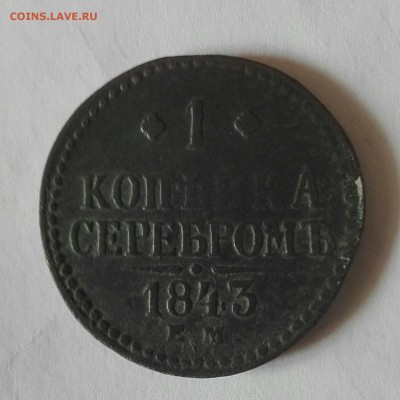 COINS.LAVE.RU
1
КОПѢЙКА
СЕРЕБРОМЪ
1843
Е.М.